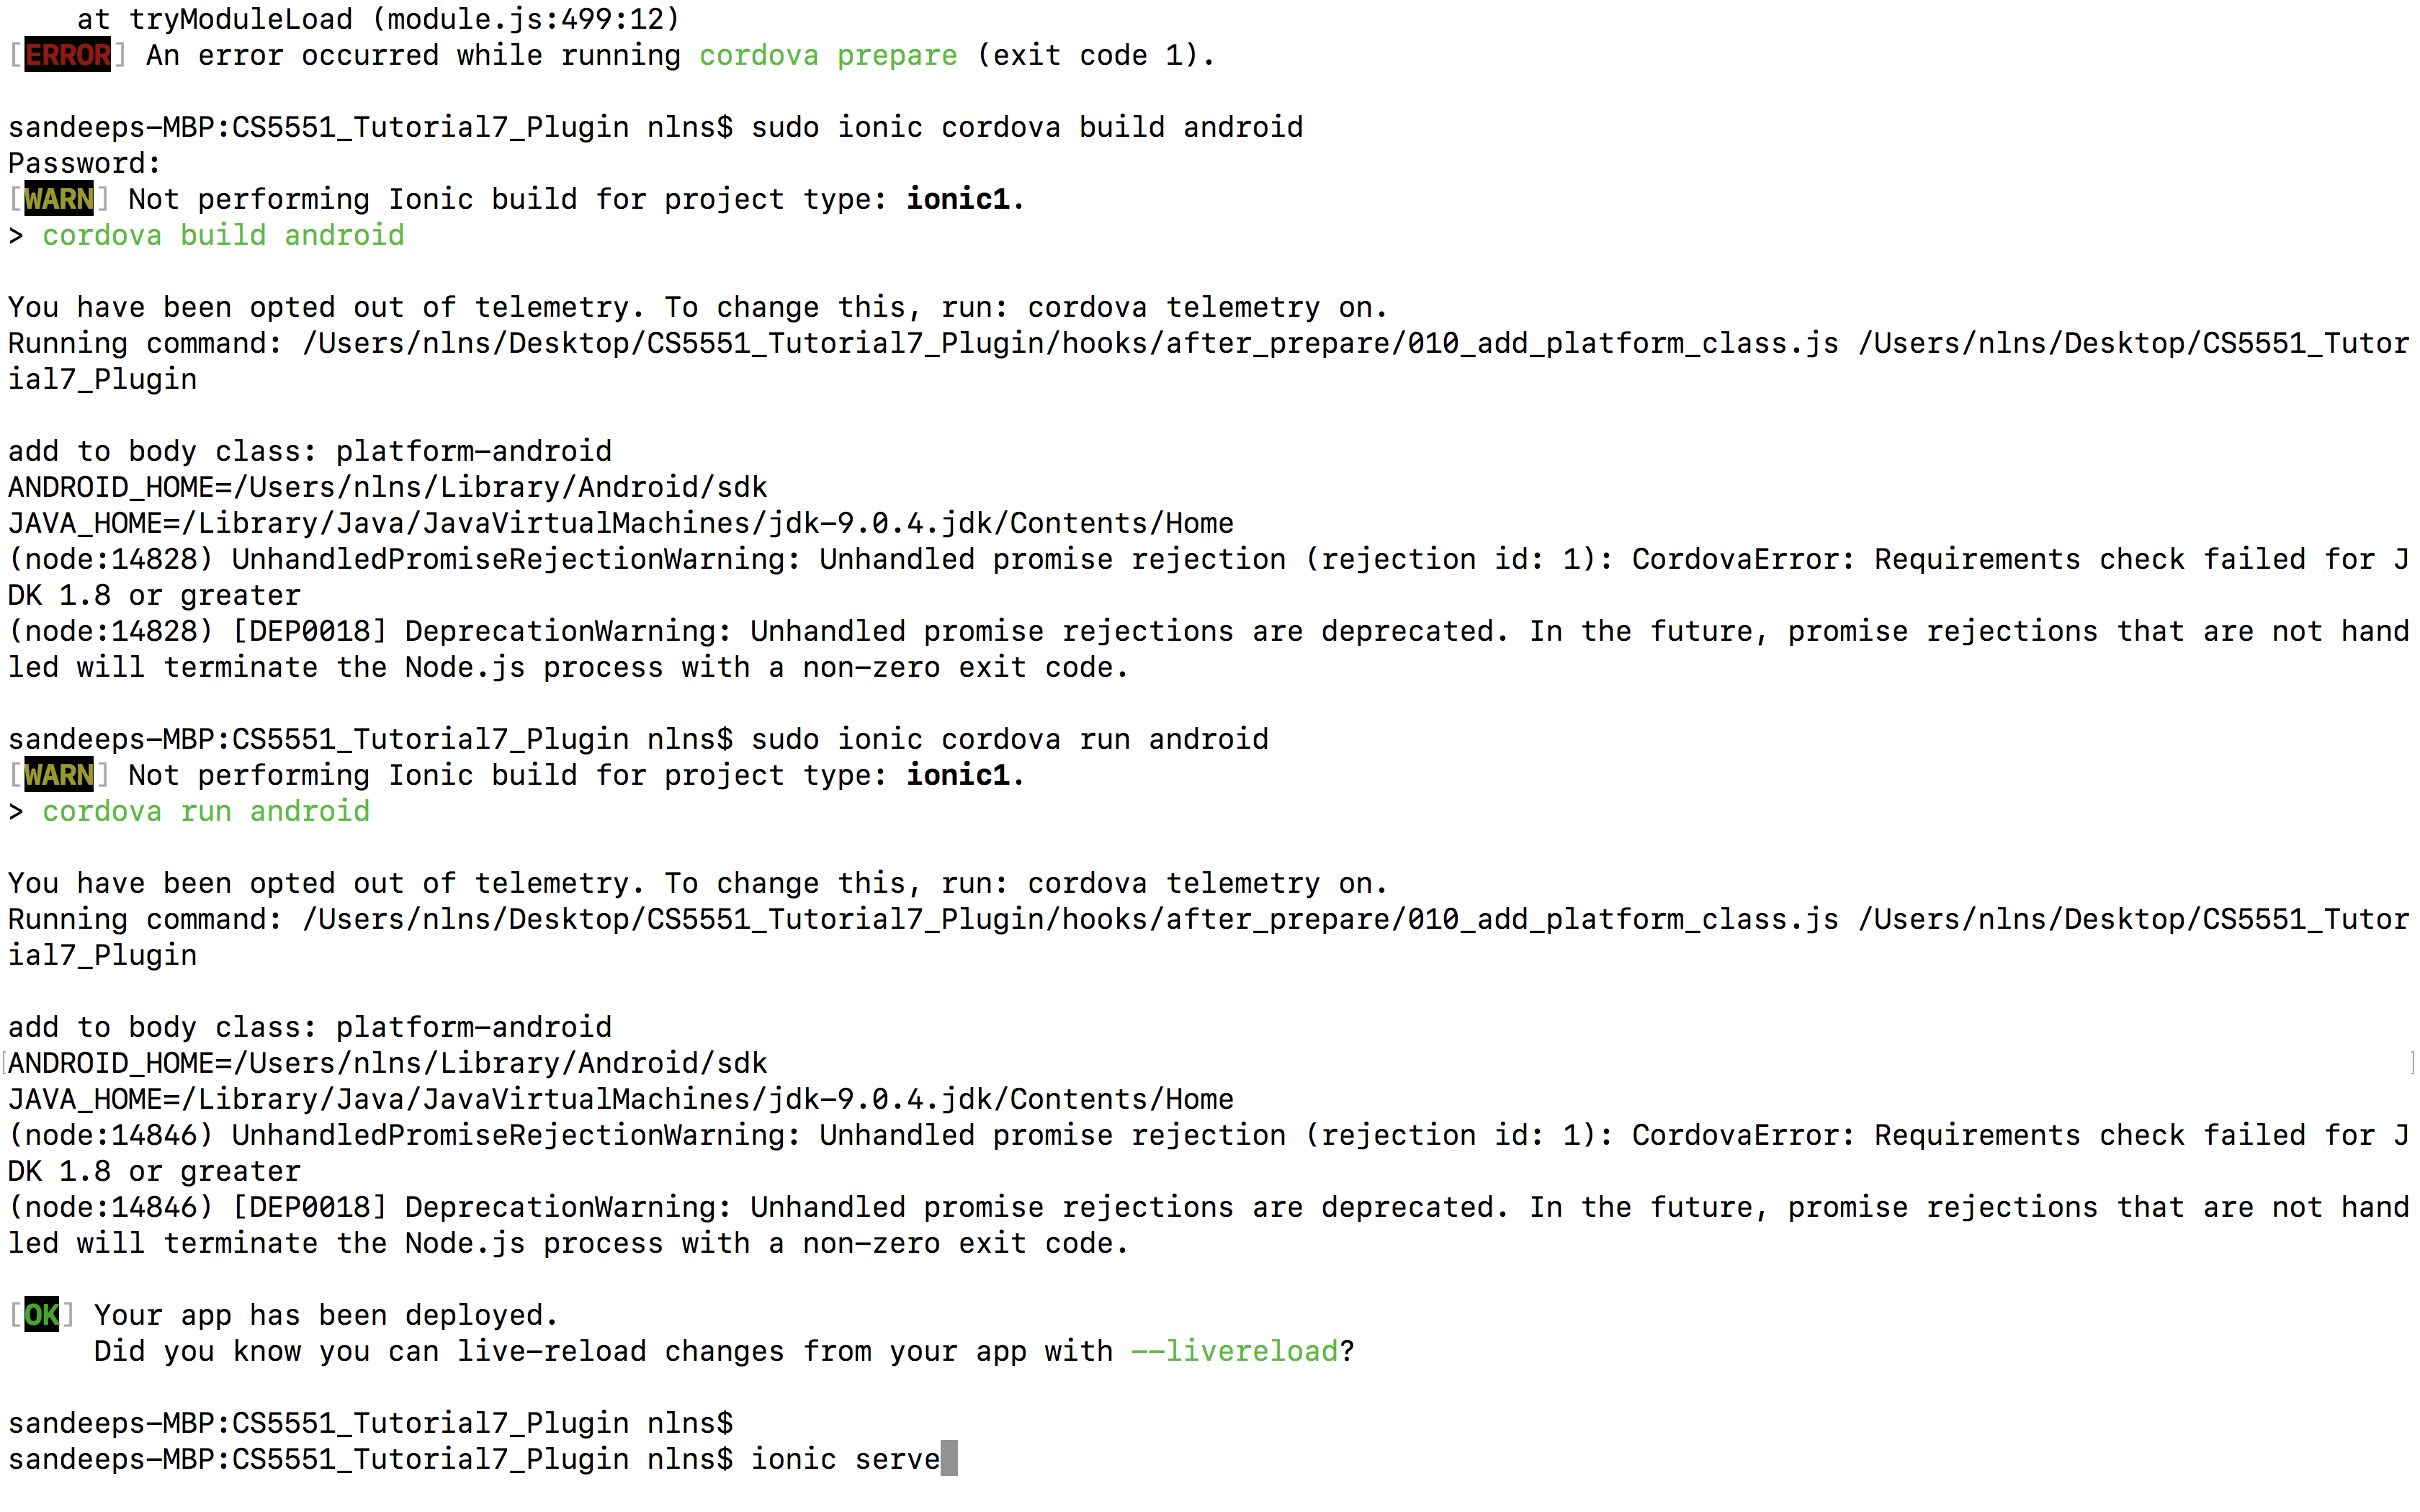 at tryModuleLoad (module.js:499:12)
[ERROR] An error occurred while running cordova prepare (exit code 1).
sandeeps-MBP:CS5551_Tutorial7_Plugin nlns$ sudo ionic cordova build android
Password:
[WARN] Not performing Ionic build for project type: ionic1.
> cordova build android
You have been opted out of telemetry. To change this, run: cordova telemetry on.
Running command: /Users/nlns/Desktop/CS5551_Tutorial7_Plugin/hooks/after_prepare/010_add_platform_class.js /Users/nlns/Desktop/CS5551_Tutor
ial7_Plugin
add to body class: platform-android
ANDROID_HOME=/Users/nlns/Library/Android/sdk
JAVA_HOME=/Library/Java/JavaVirtualMachines/jdk-9.0.4.jdk/Contents/Home
(node:14828) UnhandledPromiseRejectionWarning: Unhandled promise rejection (rejection id: 1): CordovaError: Requirements check failed for J
DK 1.8 or greater
(node:14828) [DEP0018] DeprecationWarning: Unhandled promise rejections are deprecated. In the future, promise rejections that are not hand
led will terminate the Node.js process with a non-zero exit code.
sandeeps-MBP:CS5551_Tutorial7_Plugin nlns$ sudo ionic cordova run android
[WARN] Not performing Ionic build for project type: ionic1.
> cordova run android
You have been opted out of telemetry. To change this, run: cordova telemetry on.
Running command: /Users/nlns/Desktop/CS5551_Tutorial7_Plugin/hooks/after_prepare/010_add_platform_class.js /Users/nlns/Desktop/CS5551_Tutor
ial7_Plugin
add to body class: platform-android
[ANDROID_HOME=/Users/nlns/Library/Android/sdk ]
JAVA_HOME=/Library/Java/JavaVirtualMachines/jdk-9.0.4.jdk/Contents/Home
(node:14846) UnhandledPromiseRejectionWarning: Unhandled promise rejection (rejection id: 1): CordovaError: Requirements check failed for J
DK 1.8 or greater
(node:14846) [DEP0018] DeprecationWarning: Unhandled promise rejections are deprecated. In the future, promise rejections that are not hand
led will terminate the Node.js process with a non-zero exit code.
[OK] Your app has been deployed.
     Did you know you can live-reload changes from your app with --livereload?
sandeeps-MBP:CS5551_Tutorial7_Plugin nlns$
sandeeps-MBP:CS5551_Tutorial7_Plugin nlns$ ionic serve